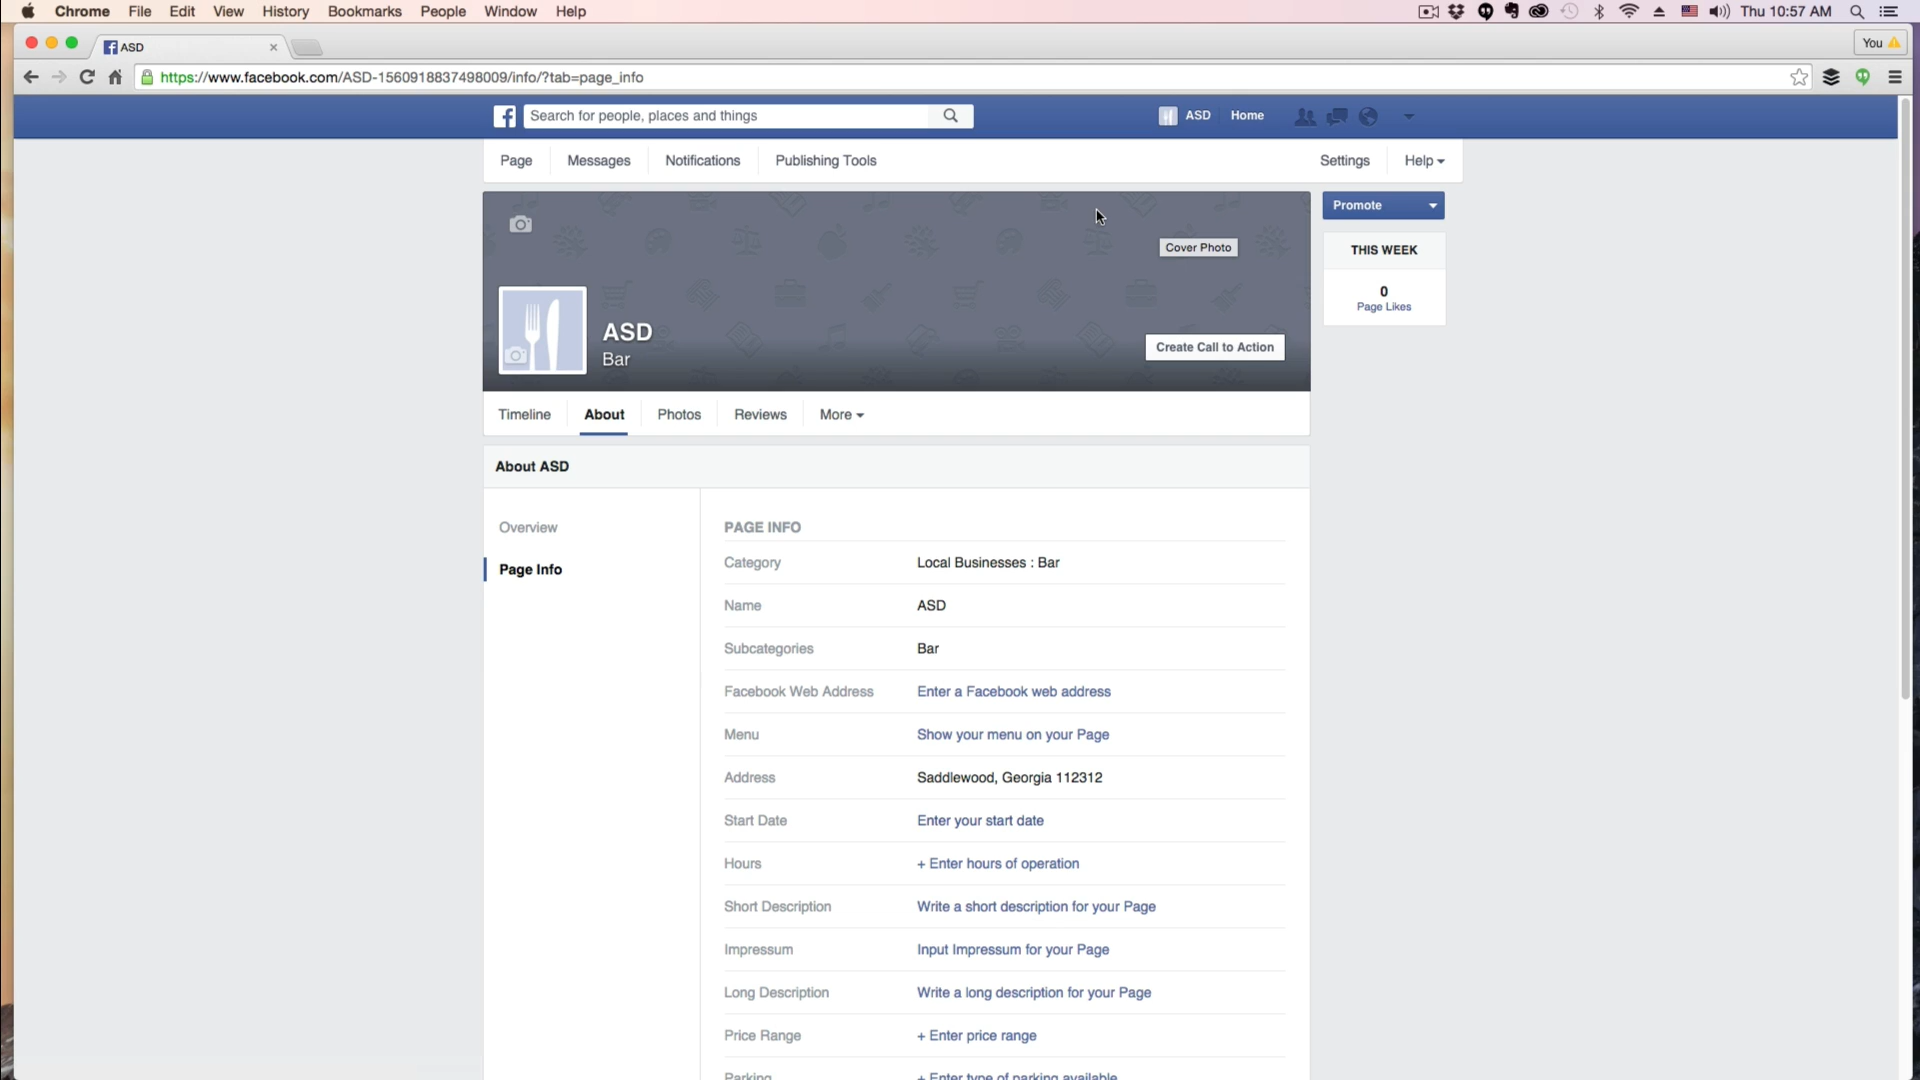 Chrome File Edit View History Bookmarks People Window Help Thu 10:57 AM
ASD You
https://www.facebook.com/ASD-1560918837498009/info/?tab=page_info
Search for people, places and things ASD Home
Page Messages Notifications Publishing Tools Settings Help
Promote
Cover Photo
THIS WEEK
0
Page Likes
ASD
Bar
Create Call to Action
Timeline About Photos Reviews More
About ASD
Overview
Page Info
PAGE INFO
Category Local Businesses : Bar
Name ASD
Subcategories Bar
Facebook Web Address Enter a Facebook web address
Menu Show your menu on your Page
Address Saddlewood, Georgia 112312
Start Date Enter your start date
Hours + Enter hours of operation
Short Description Write a short description for your Page
Impressum Input Impressum for your Page
Long Description Write a long description for your Page
Price Range + Enter price range
Parking + Enter type of parking available